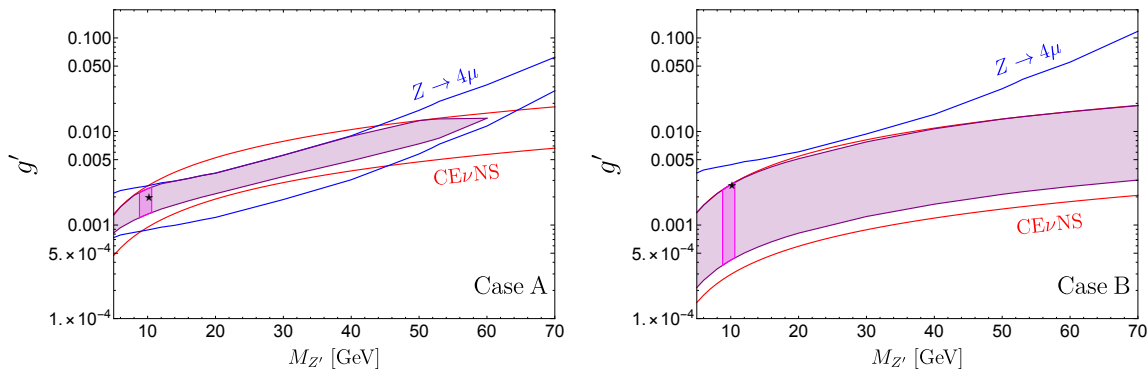 0.100
0.050
0.010
0.005
0.001
5. × 10⁻⁴
1. × 10⁻⁴
g′
Z → 4μ
CEνNS
Case A
10 20 30 40 50 60 70
M_Z′ [GeV]
0.100
0.050
0.010
0.005
0.001
5. × 10⁻⁴
1. × 10⁻⁴
g′
Z → 4μ
CEνNS
Case B
10 20 30 40 50 60 70
M_Z′ [GeV]